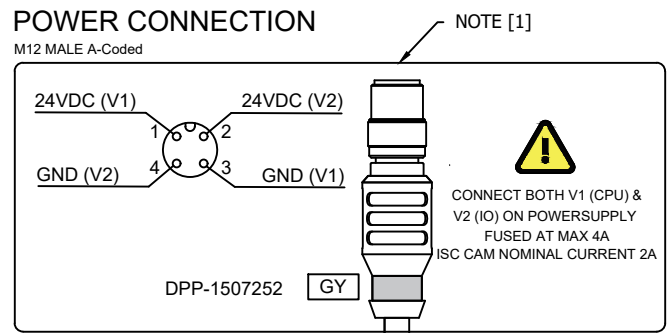 POWER CONNECTION
NOTE [1]
M12 MALE A-Coded
24VDC (V1)
24VDC (V2)
1
2
4
3
GND (V2)
GND (V1)
CONNECT BOTH V1 (CPU) &
V2 (IO) ON POWERSUPPLY
FUSED AT MAX 4A
ISC CAM NOMINAL CURRENT 2A
DPP-1507252
GY